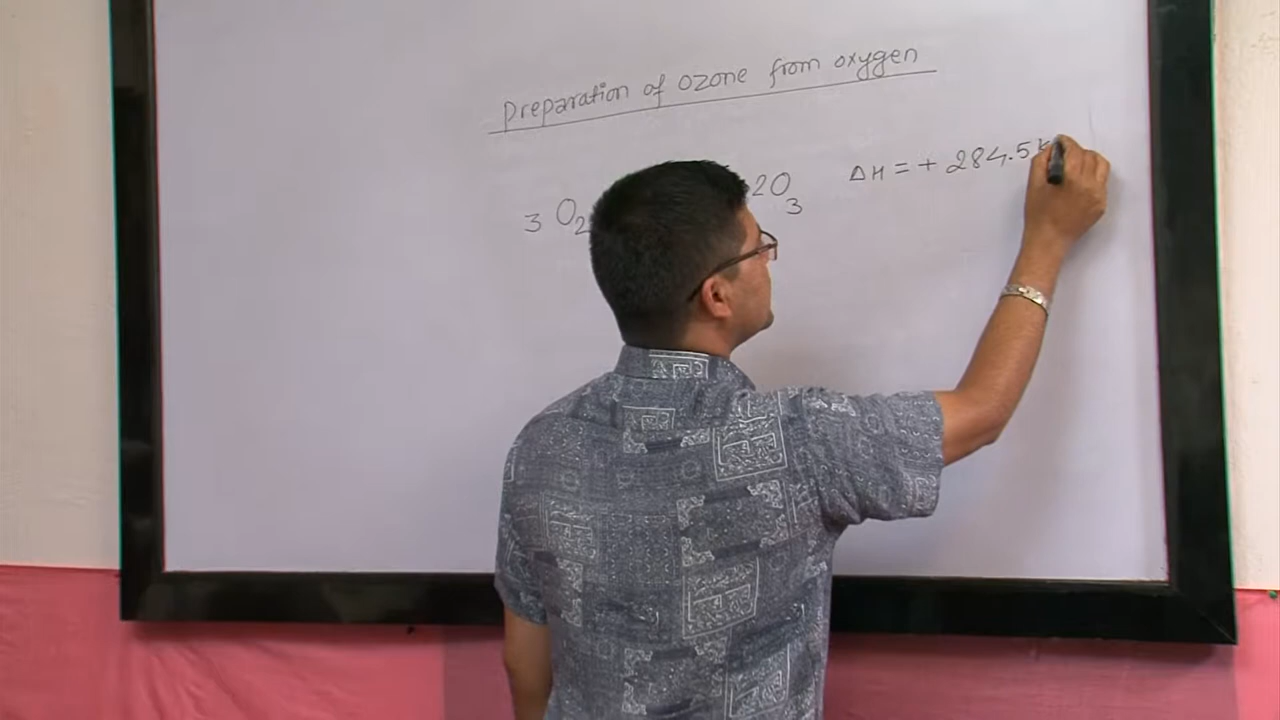 Preparation of ozone from oxygen
3 O2 2O3 ΔH = + 284.5 k